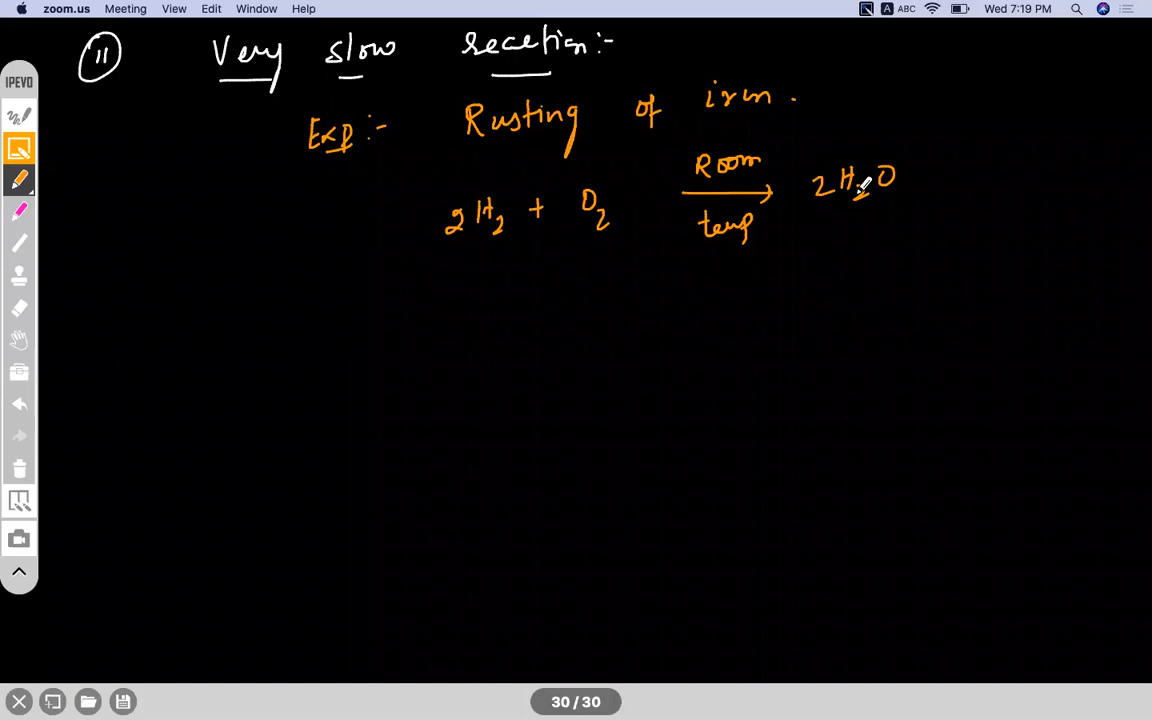 zoom.us Meeting View Edit Window Help A ABC Wed 7:19 PM
IPEVO
11 Very slow reaction:-
Exp:- Rusting of iron.
2H₂ + O₂ Room temp → 2H₂O
30 / 30